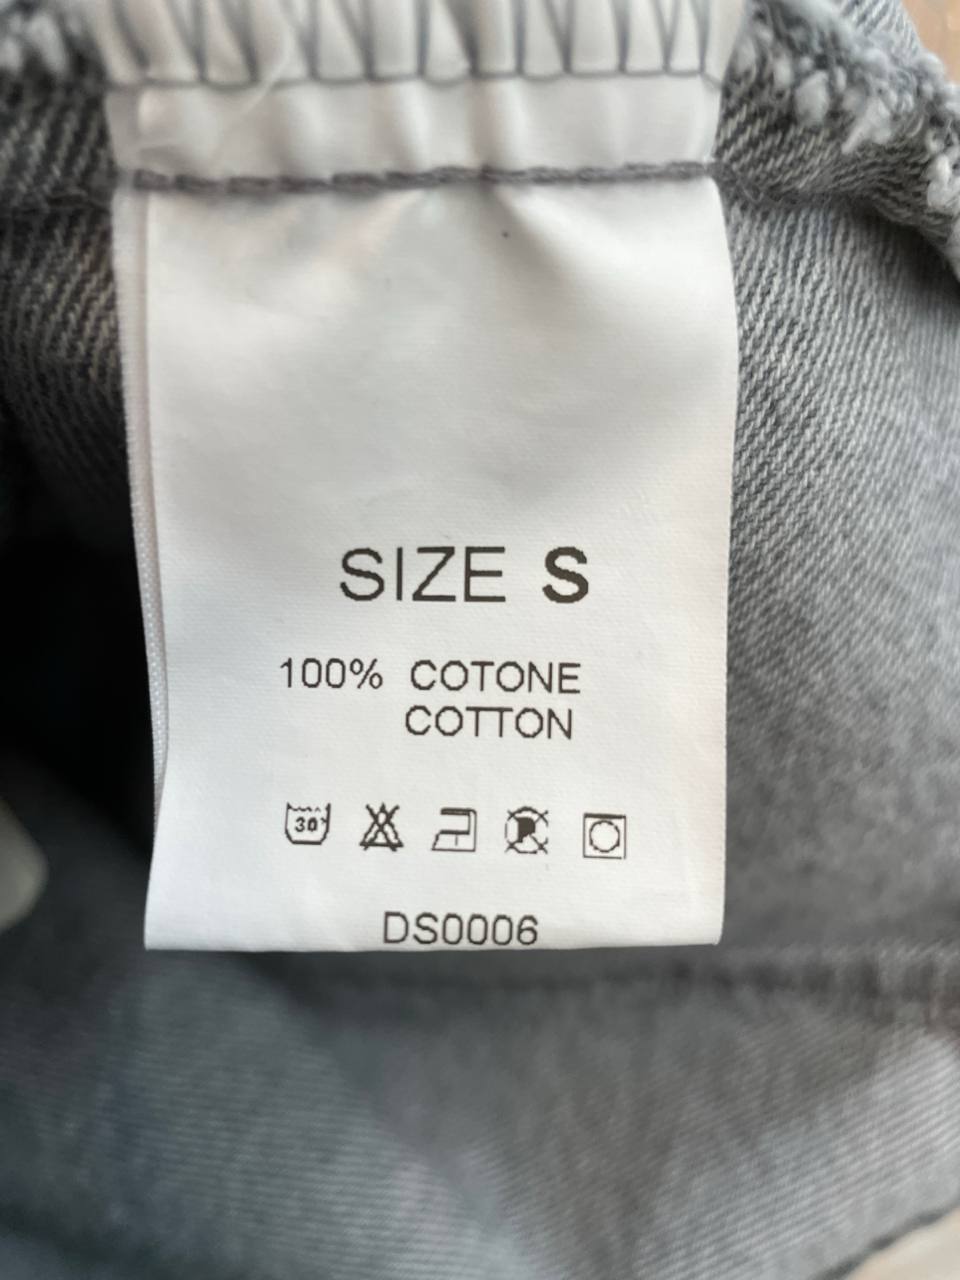 SIZE S
100% COTONE
COTTON
30
P
DS0006